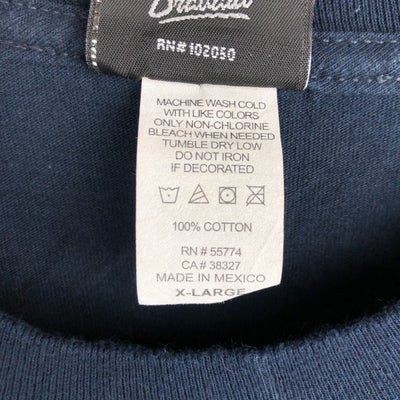 Bravado
RN#102050
MACHINE WASH COLD
WITH LIKE COLORS
ONLY NON-CHLORINE
BLEACH WHEN NEEDED
TUMBLE DRY LOW
DO NOT IRON
IF DECORATED
100% COTTON
RN # 55774
CA # 38327
MADE IN MEXICO
X-LARGE